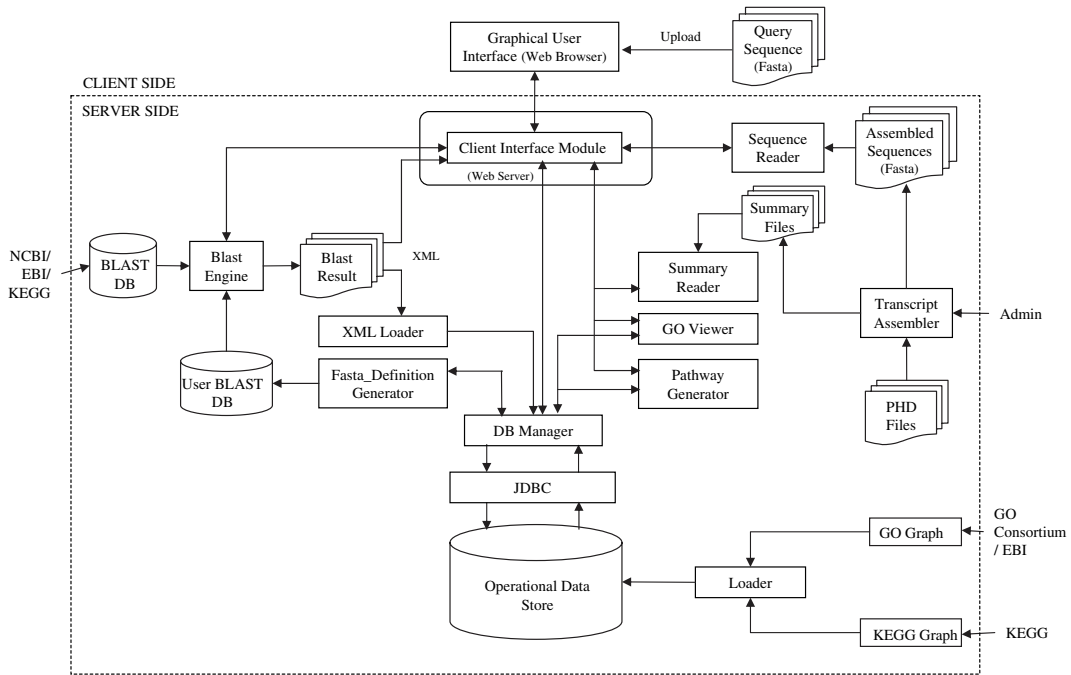 Graphical User
Interface (Web Browser)
Upload
Query
Sequence
(Fasta)
CLIENT SIDE
SERVER SIDE
Client Interface Module
(Web Server)
Sequence
Reader
Assembled
Sequences
(Fasta)
Summary
Files
NCBI/
EBI/
KEGG
BLAST
DB
Blast
Engine
Blast
Result
XML
Summary
Reader
Transcript
Assembler
Admin
XML Loader
GO Viewer
User BLAST
DB
Fasta_Definition
Generator
Pathway
Generator
PHD
Files
DB Manager
JDBC
GO Graph
GO
Consortium
/ EBI
Operational Data
Store
Loader
KEGG Graph
KEGG